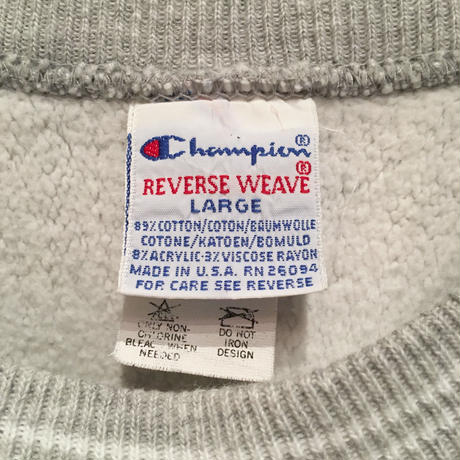 Champion®
REVERSE WEAVE®
LARGE
89% COTTON/COTON/BAUMWOLLE
COTONE/KATOEN/BOMULD
8% ACRYLIC·3% VISCOSE RAYON
MADE IN U.S.A. RN 26094
FOR CARE SEE REVERSE
ONLY NON-
CHLORINE
BLEACH WHEN
NEEDED
DO NOT
IRON
DESIGN